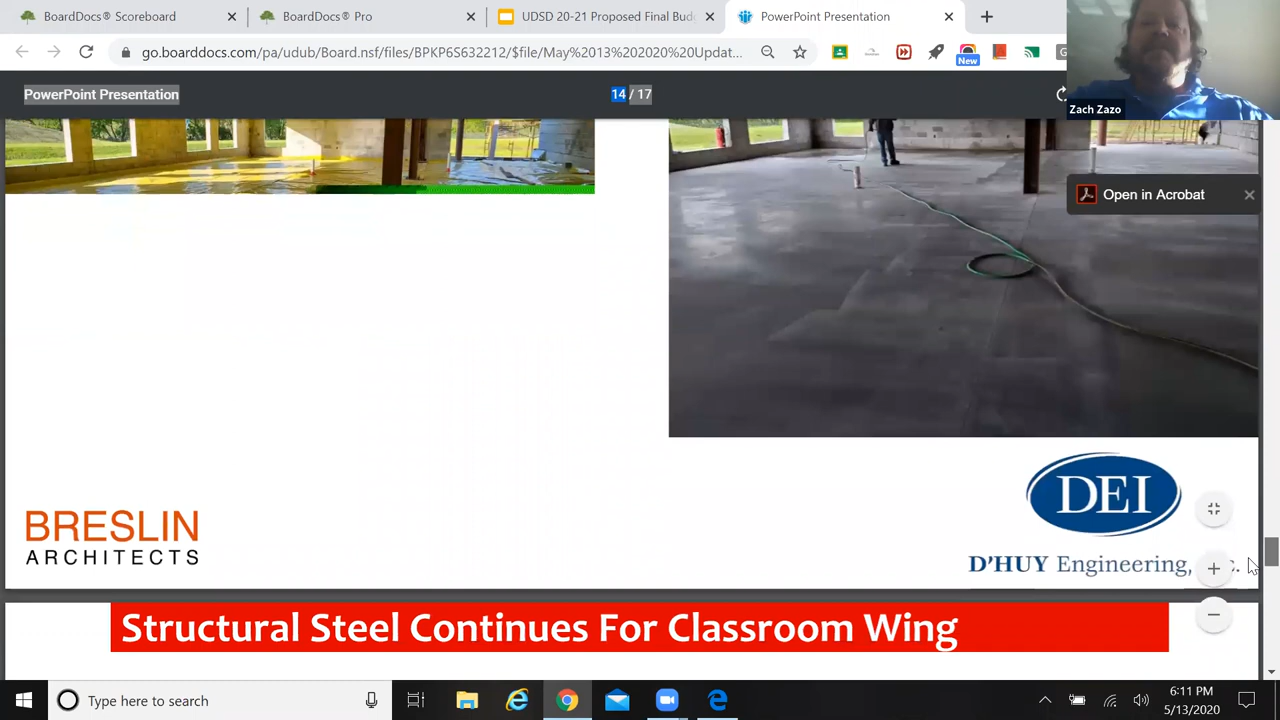 BoardDocs® Scoreboard
BoardDocs® Pro
UDSD 20-21 Proposed Final Budg
PowerPoint Presentation
go.boarddocs.com/pa/udub/Board.nsf/files/BPKP6S632212/$file/May%2013%202020%20Updat...
New
G
PowerPoint Presentation
14 / 17
Zach Zazo
Open in Acrobat
BRESLIN
ARCHITECTS
DEI
D'HUY Engineering, c.
Structural Steel Continues For Classroom Wing
Type here to search
6:11 PM
5/13/2020